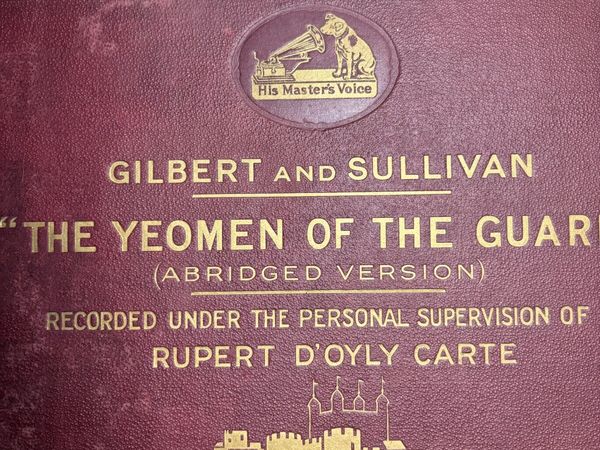 His Master's Voice
GILBERT AND SULLIVAN
"THE YEOMEN OF THE GUAR
(ABRIDGED VERSION)
RECORDED UNDER THE PERSONAL SUPERVISION OF
RUPERT D'OYLY CARTE